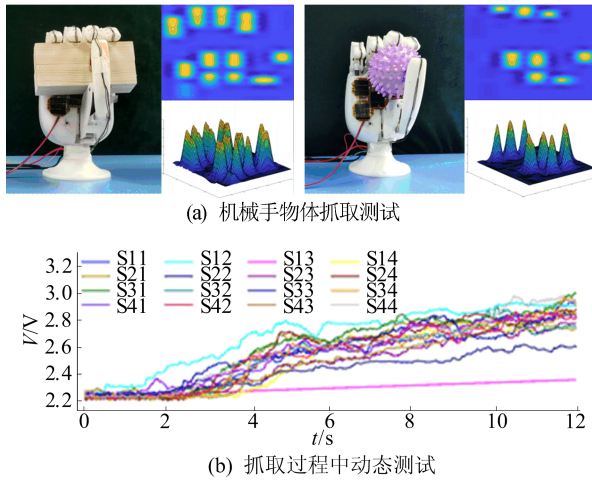 (a) 机械手物体抓取测试
S11 S12 S13 S14
S21 S22 S23 S24
S31 S32 S33 S34
S41 S42 S43 S44
V/V
3.2
3.0
2.8
2.6
2.4
2.2
0 2 4 6 8 10 12
t/s
(b) 抓取过程中动态测试